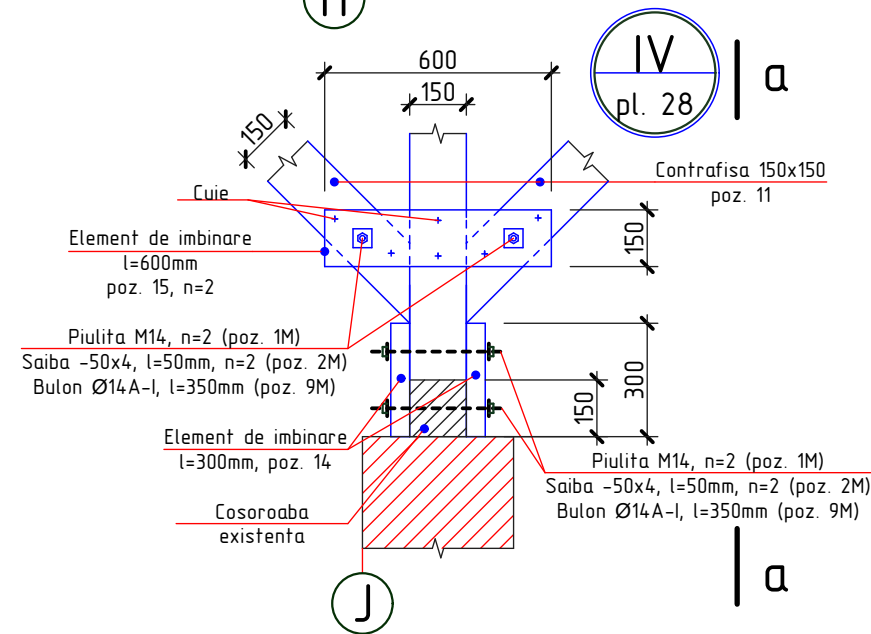 600
IV
pl. 28
a
150
150
Contrafisa 150x150
poz. 11
Cuie
Element de imbinare
l=600mm
poz. 15, n=2
150
Piulita M14, n=2 (poz. 1M)
Saiba -50x4, l=50mm, n=2 (poz. 2M)
Bulon Ø14A-I, l=350mm (poz. 9M)
300
150
Element de imbinare
l=300mm, poz. 14
Piulita M14, n=2 (poz. 1M)
Saiba -50x4, l=50mm, n=2 (poz. 2M)
Bulon Ø14A-I, l=350mm (poz. 9M)
Cosoroaba
existenta
a
J